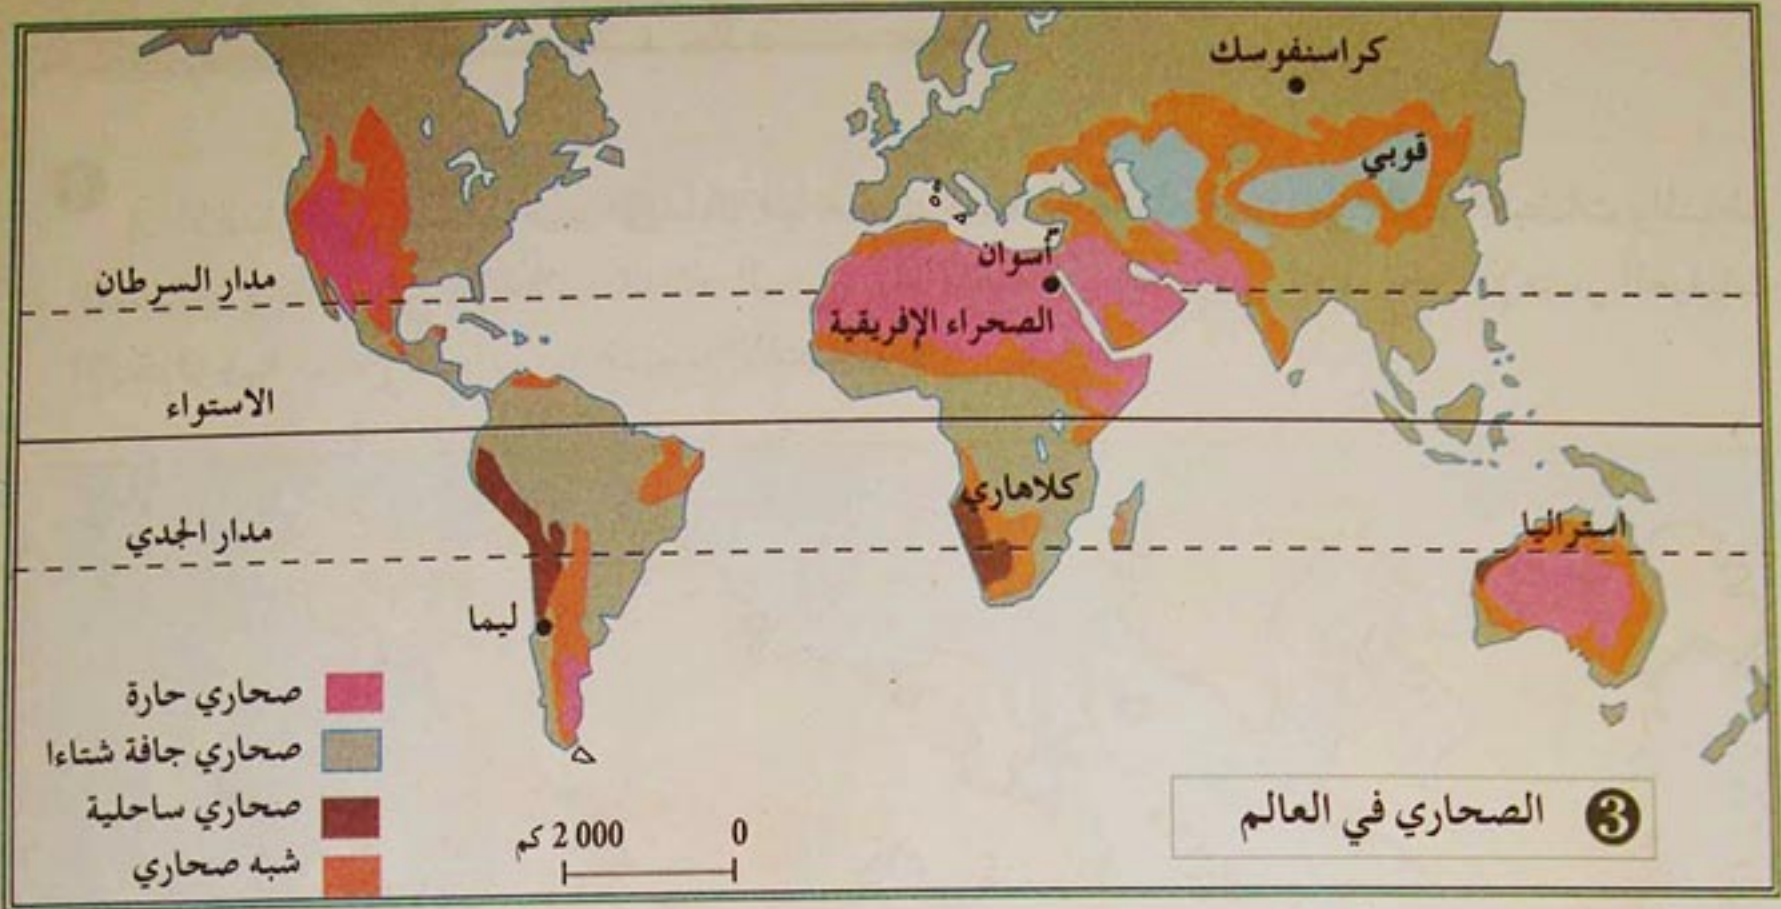 كراسنفوسك
قوبي
أسوان
مدار السرطان
الصحراء الإفريقية
الاستواء
كلاهاري
استراليا
مدار الجدي
ليما
صحاري حارة
صحاري جافة شتاءا
صحاري ساحلية
شبه صحاري
0 2 000 كم
3 الصحاري في العالم